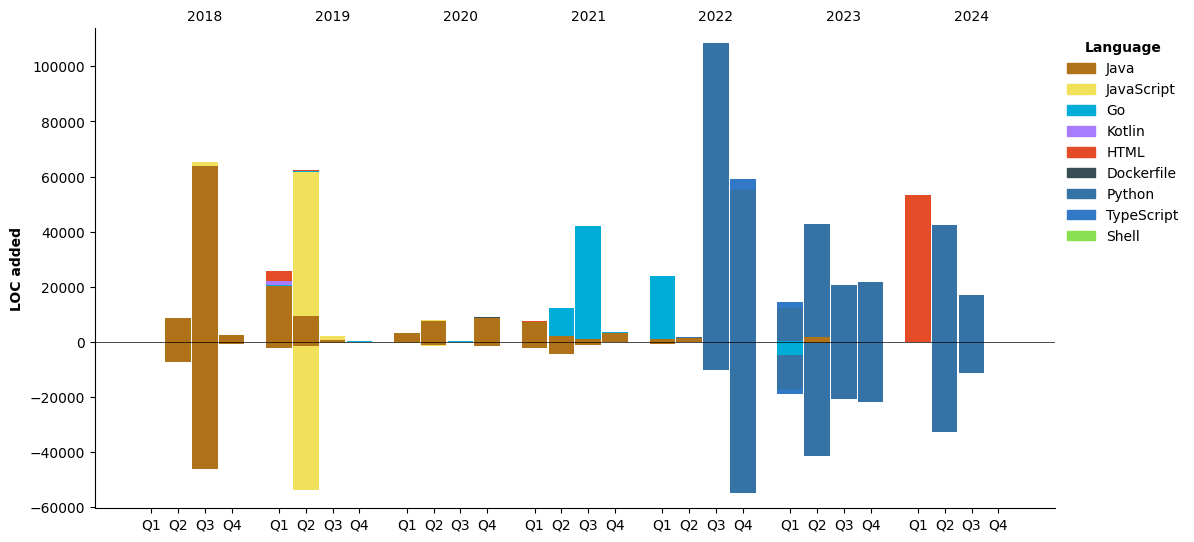 2018 2019 2020 2021 2022 2023 2024
LOC added
100000
80000
60000
40000
20000
0
−20000
−40000
−60000
Q1 Q2 Q3 Q4 Q1 Q2 Q3 Q4 Q1 Q2 Q3 Q4 Q1 Q2 Q3 Q4 Q1 Q2 Q3 Q4 Q1 Q2 Q3 Q4 Q1 Q2 Q3 Q4
Language
Java
JavaScript
Go
Kotlin
HTML
Dockerfile
Python
TypeScript
Shell